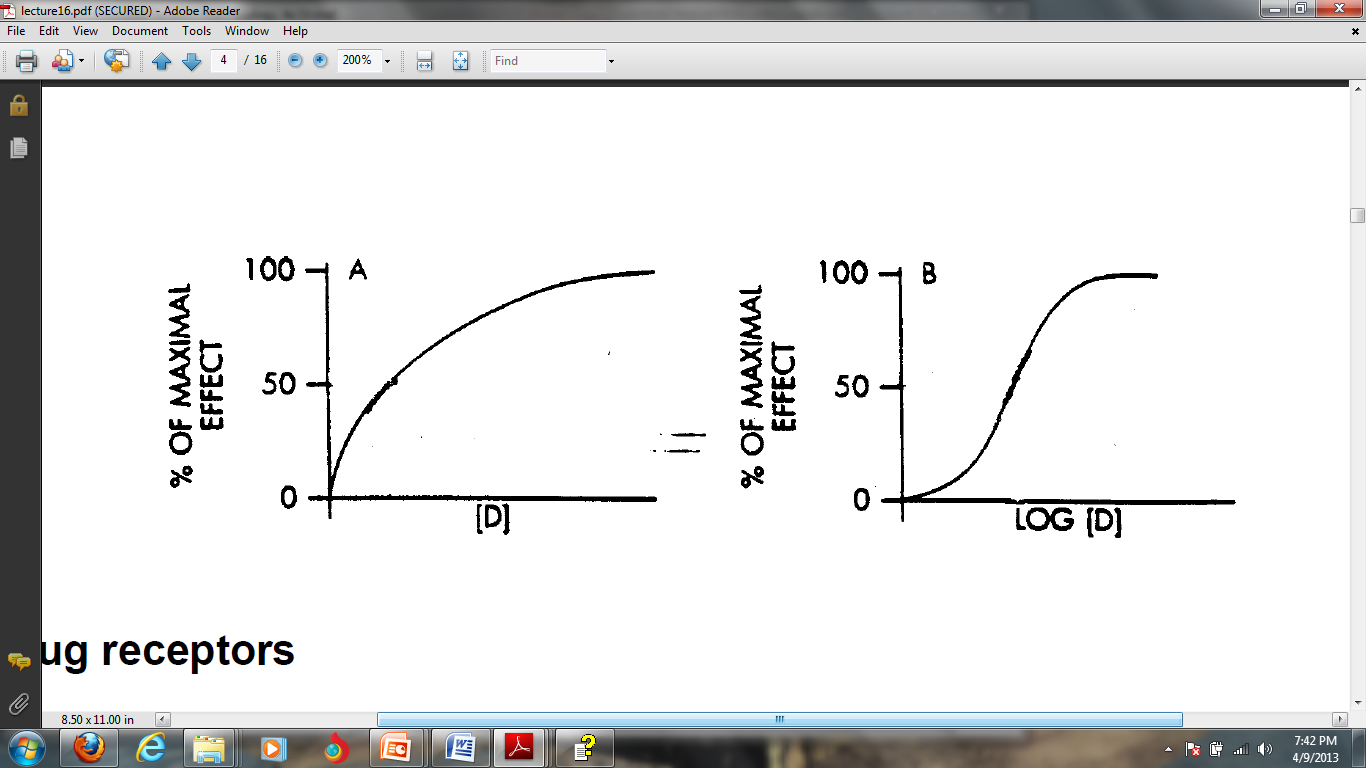 lecture16.pdf (SECURED) - Adobe Reader
File Edit View Document Tools Window Help
4 / 16 200% Find
100 A
% OF MAXIMAL
EFFECT
50
0
[D]
100 B
% OF MAXIMAL
EFFECT
50
0
LOG [D]
ug receptors
8.50 x 11.00 in
7:42 PM
4/9/2013